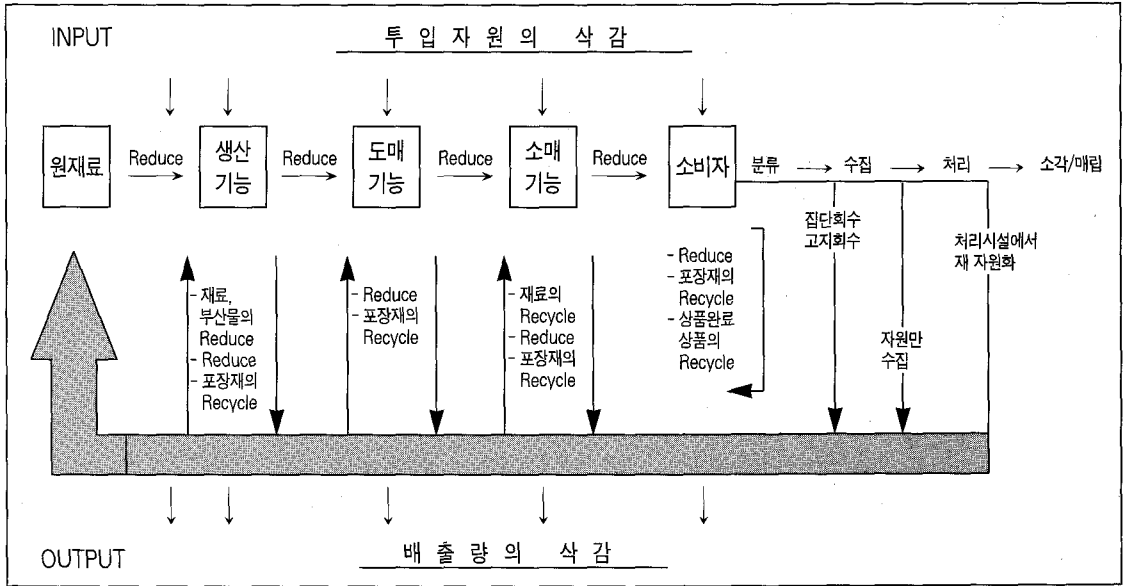 INPUT
투입자원의 삭감
원재료
Reduce
생산
기능
Reduce
도매
기능
Reduce
소매
기능
Reduce
소비자
분류
수집
처리
소각/매립
- 재료,
부산물의
Reduce
- Reduce
- 포장재의
Recycle
- Reduce
- 포장재의
Recycle
- 재료의
Recycle
- Reduce
- 포장재의
Recycle
- Reduce
- 포장재의
Recycle
- 상품완료
상품의
Recycle
집단회수
고지회수
자원만
수집
처리시설에서
재 자원화
OUTPUT
배출량의 삭감